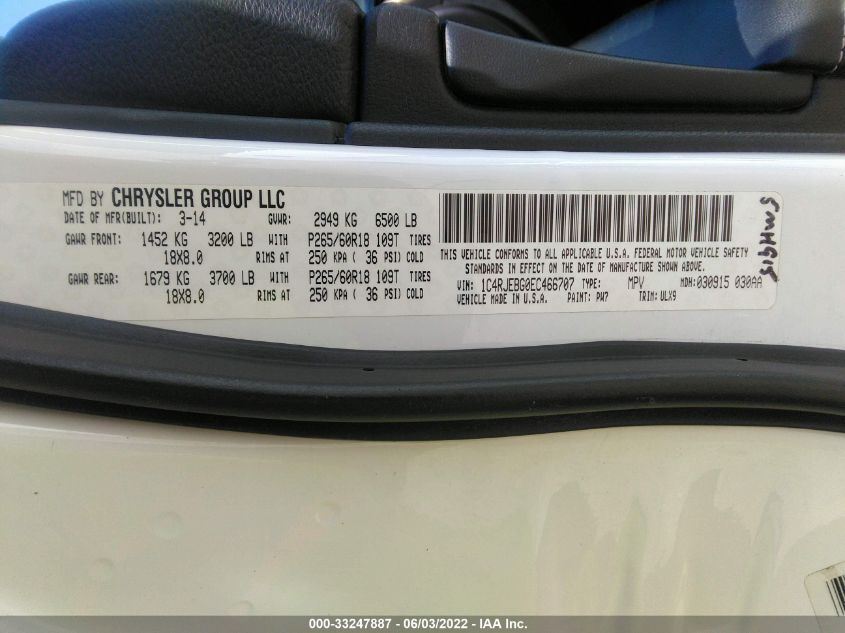 MFD BY CHRYSLER GROUP LLC
DATE OF MFR(BUILT): 3-14 GVWR: 2949 KG 6500 LB
GAWR FRONT: 1452 KG 3200 LB WITH P265/60R18 109T TIRES
18X8.0 RIMS AT 250 KPA ( 36 PSI) COLD
GAWR REAR: 1679 KG 3700 LB WITH P265/60R18 109T TIRES
18X8.0 RIMS AT 250 KPA ( 36 PSI) COLD
THIS VEHICLE CONFORMS TO ALL APPLICABLE U.S.A. FEDERAL MOTOR VEHICLE SAFETY
STANDARDS IN EFFECT ON THE DATE OF MANUFACTURE SHOWN ABOVE.
VIN: 1C4RJEBG0EC466707 TYPE: MPV MDH:030915 030AA
VEHICLE MADE IN U.S.A. PAINT: PW7 TRIM: ULX9
000-33247887 - 06/03/2022 - IAA Inc.